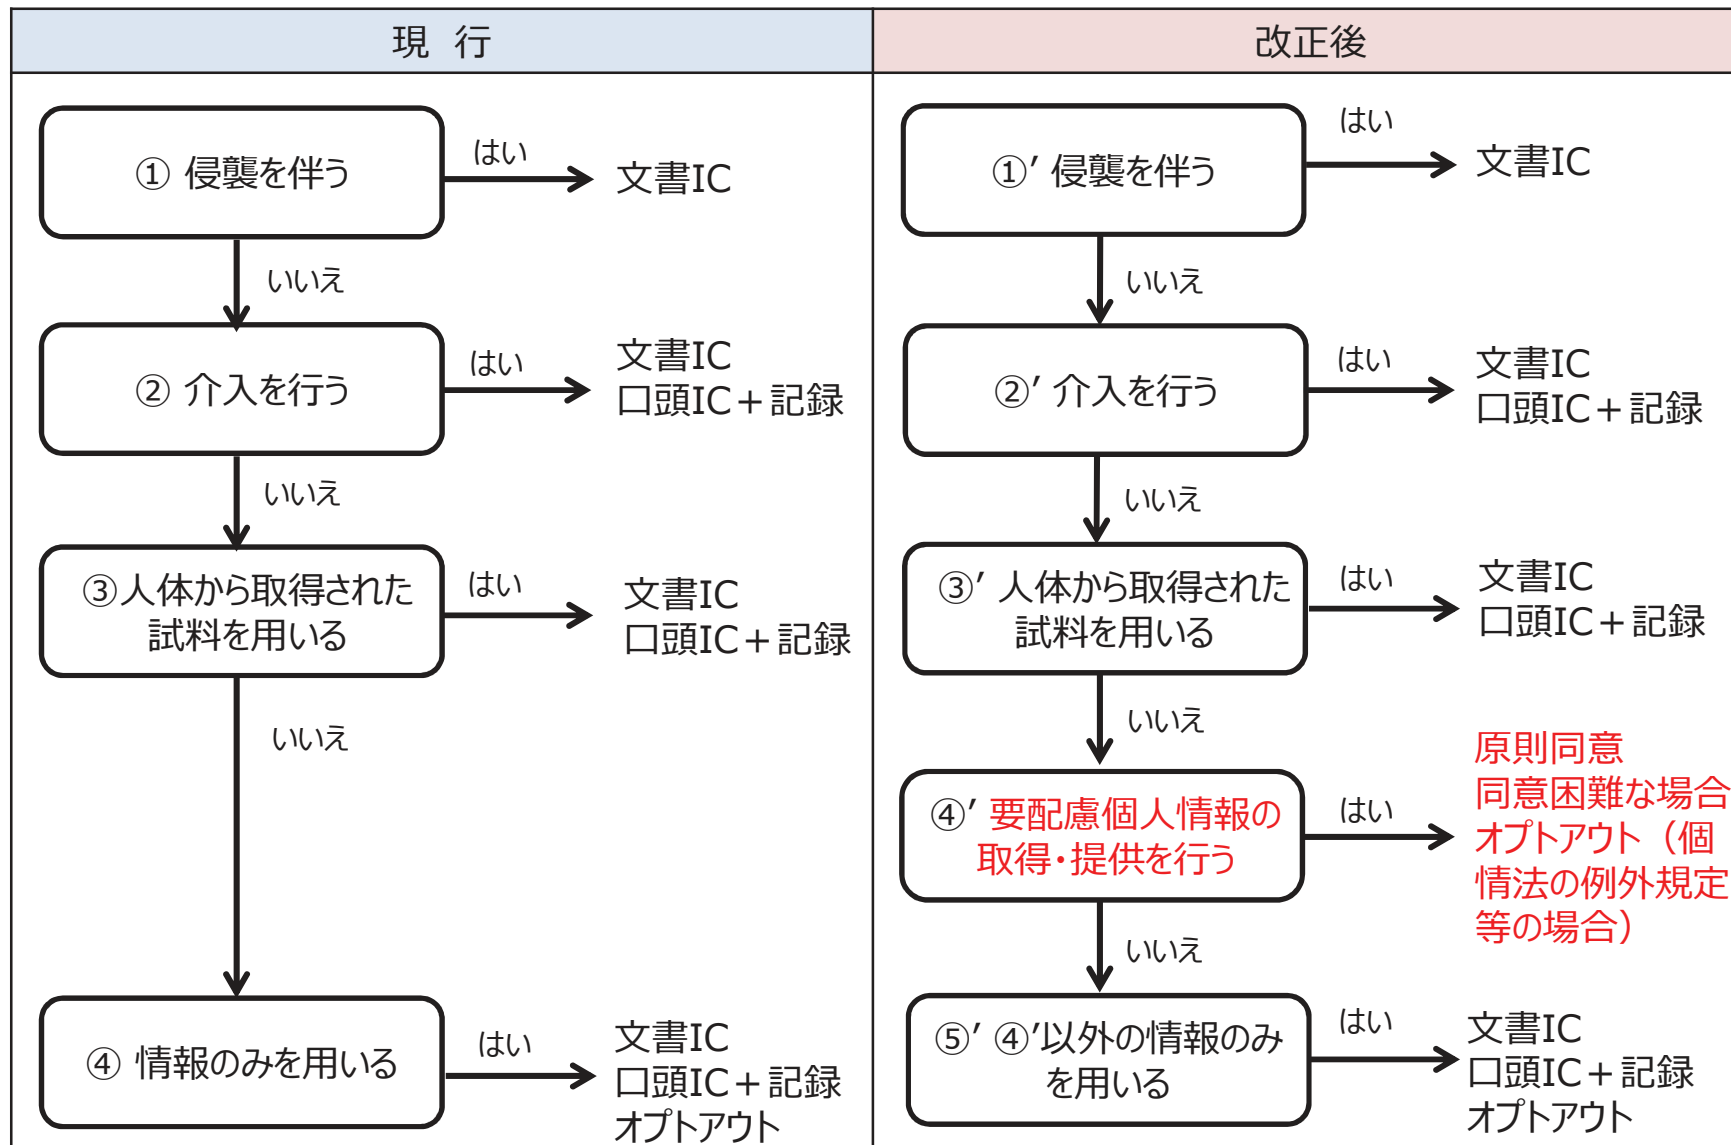 現 行
① 侵襲を伴う
はい
文書IC
いいえ
② 介入を行う
はい
文書IC
口頭IC+記録
いいえ
③人体から取得された
試料を用いる
はい
文書IC
口頭IC+記録
いいえ
④ 情報のみを用いる
はい
文書IC
口頭IC+記録
オプトアウト
改正後
①’ 侵襲を伴う
はい
文書IC
いいえ
②’ 介入を行う
はい
文書IC
口頭IC+記録
いいえ
③’ 人体から取得された
試料を用いる
はい
文書IC
口頭IC+記録
いいえ
④’ 要配慮個人情報の
取得・提供を行う
はい
原則同意
同意困難な場合
オプトアウト(個
情法の例外規定
等の場合)
いいえ
⑤’ ④’以外の情報のみ
を用いる
はい
文書IC
口頭IC+記録
オプトアウト